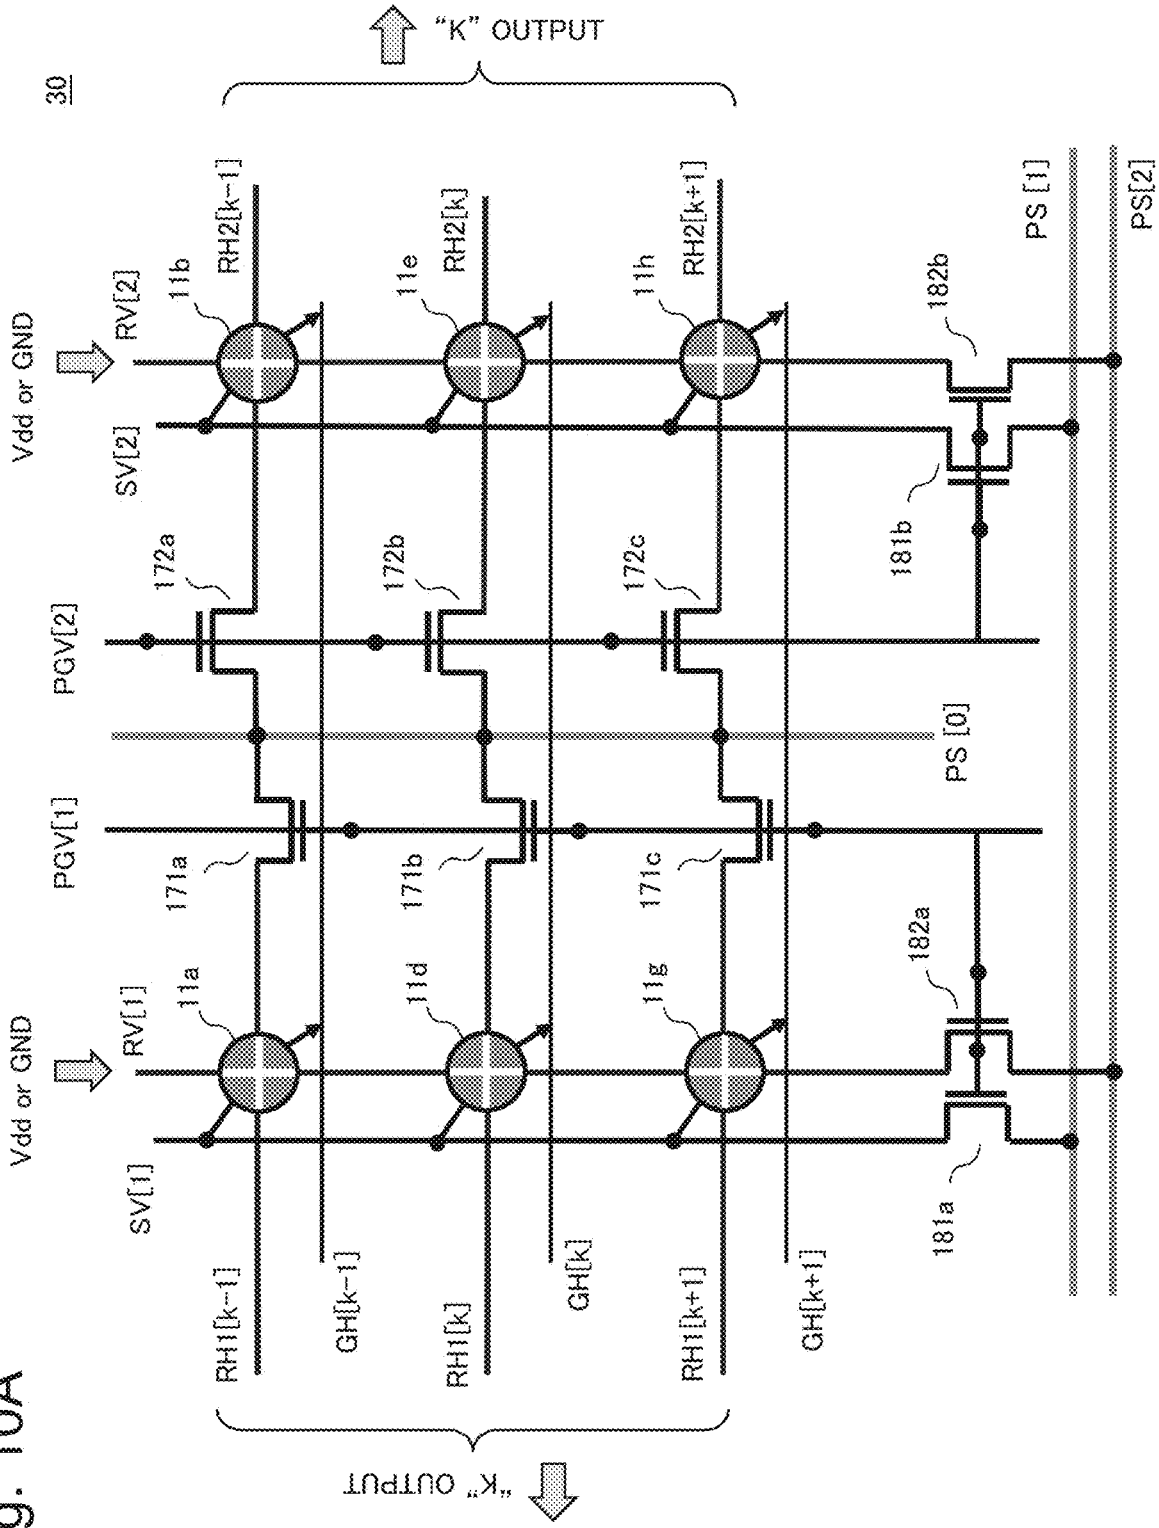 Fig. 10A
30
Vdd or GND
Vdd or GND
SV[1]
RV[1]
PGV[1]
PGV[2]
SV[2]
RV[2]
RH1[k-1]
11a
171a
172a
11b
RH2[k-1]
GH[k-1]
RH1[k]
11d
171b
172b
11e
RH2[k]
GH[k]
RH1[k+1]
11g
171c
172c
11h
RH2[k+1]
GH[k+1]
"K" OUTPUT
"K" OUTPUT
181a
182a
PS [0]
181b
182b
PS [1]
PS[2]